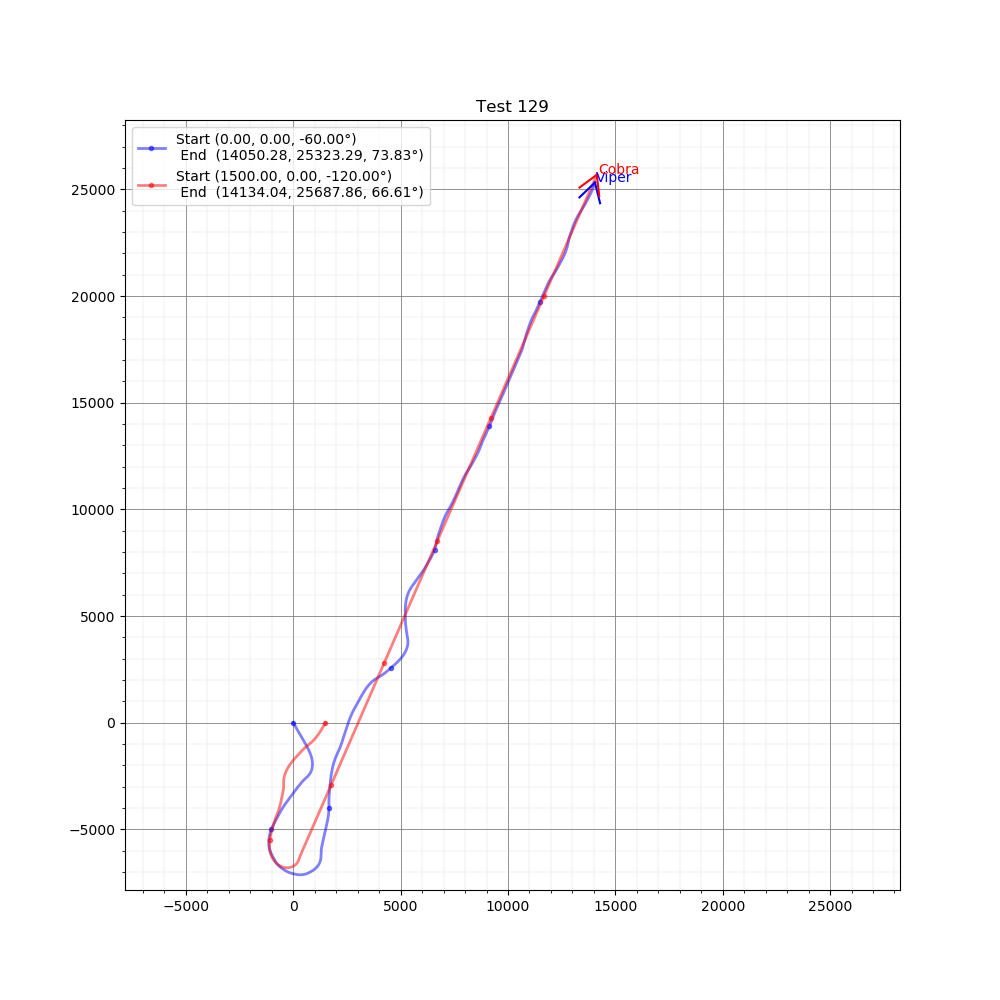 Test 129
Start (0.00, 0.00, -60.00°)
End (14050.28, 25323.29, 73.83°)
Start (1500.00, 0.00, -120.00°)
End (14134.04, 25687.86, 66.61°)
Cobra
Viper
25000
20000
15000
10000
5000
0
−5000
−5000
0
5000
10000
15000
20000
25000